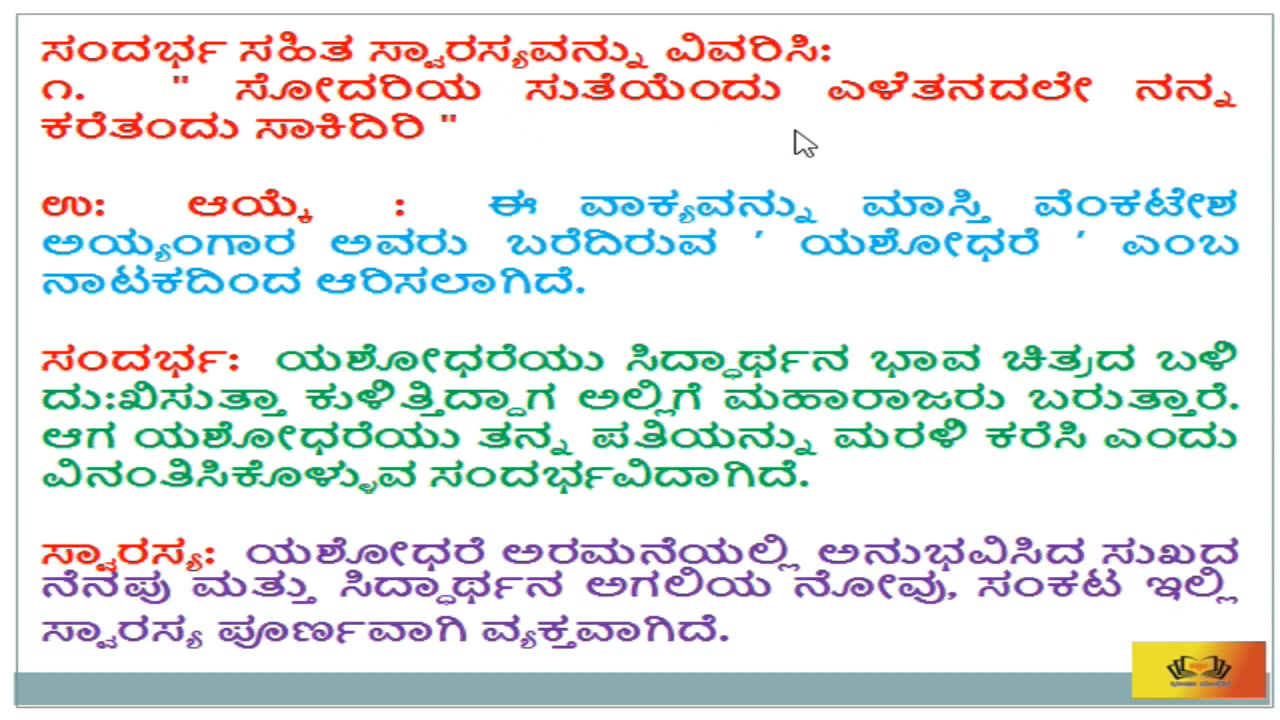 ಸಂದರ್ಭ ಸಹಿತ ಸ್ವಾರಸ್ಯವನ್ನು ವಿವರಿಸಿ:
೧. " ಸೋದರಿಯ ಸುತೆಯೆಂದು ಎಳೆತನದಲೇ ನನ್ನ
ಕರೆತಂದು ಸಾಕಿದಿರಿ "
ಉ: ಆಯ್ಕೆ : ಈ ವಾಕ್ಯವನ್ನು ಮಾಸ್ತಿ ವೆಂಕಟೇಶ
ಅಯ್ಯಂಗಾರ ಅವರು ಬರೆದಿರುವ ' ಯಶೋಧರೆ ' ಎಂಬ
ನಾಟಕದಿಂದ ಆರಿಸಲಾಗಿದೆ.
ಸಂದರ್ಭ: ಯಶೋಧರೆಯು ಸಿದ್ಧಾರ್ಥನ ಭಾವ ಚಿತ್ರದ ಬಳಿ
ದು:ಖಿಸುತ್ತಾ ಕುಳಿತ್ತಿದ್ದಾಗ ಅಲ್ಲಿಗೆ ಮಹಾರಾಜರು ಬರುತ್ತಾರೆ.
ಆಗ ಯಶೋಧರೆಯು ತನ್ನ ಪತಿಯನ್ನು ಮರಳಿ ಕರೆಸಿ ಎಂದು
ವಿನಂತಿಸಿಕೊಳ್ಳುವ ಸಂದರ್ಭವಿದಾಗಿದೆ.
ಸ್ವಾರಸ್ಯ: ಯಶೋಧರೆ ಅರಮನೆಯಲ್ಲಿ ಅನುಭವಿಸಿದ ಸುಖದ
ನೆನಪು ಮತ್ತು ಸಿದ್ಧಾರ್ಥನ ಅಗಲಿಯ ನೋವು, ಸಂಕಟ ಇಲ್ಲಿ
ಸ್ವಾರಸ್ಯ ಪೂರ್ಣವಾಗಿ ವ್ಯಕ್ತವಾಗಿದೆ.